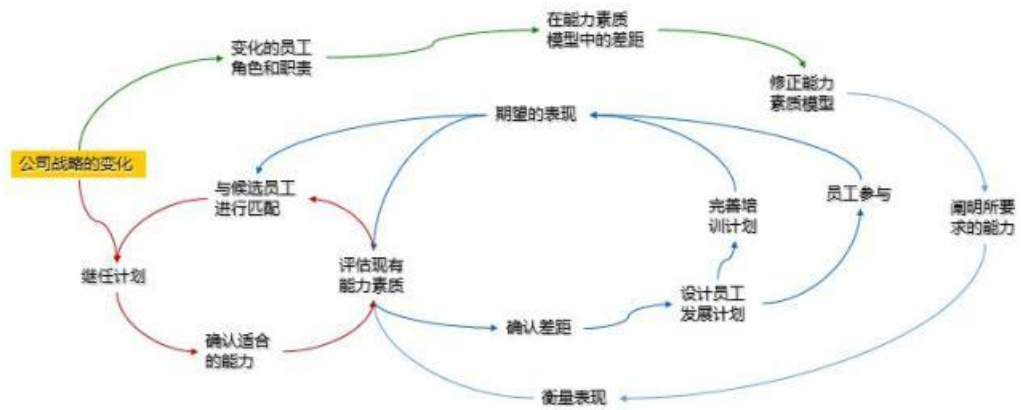 在能力素质
模型中的差距
变化的员工
角色和职责
修正能力
素质模型
期望的表现
公司战略的变化
与候选员工
进行匹配
员工参与
完善培
训计划
阐明所要
求的能力
继任计划
评估现有
能力素质
设计员工
发展计划
确认差距
确认适合
的能力
衡量表现